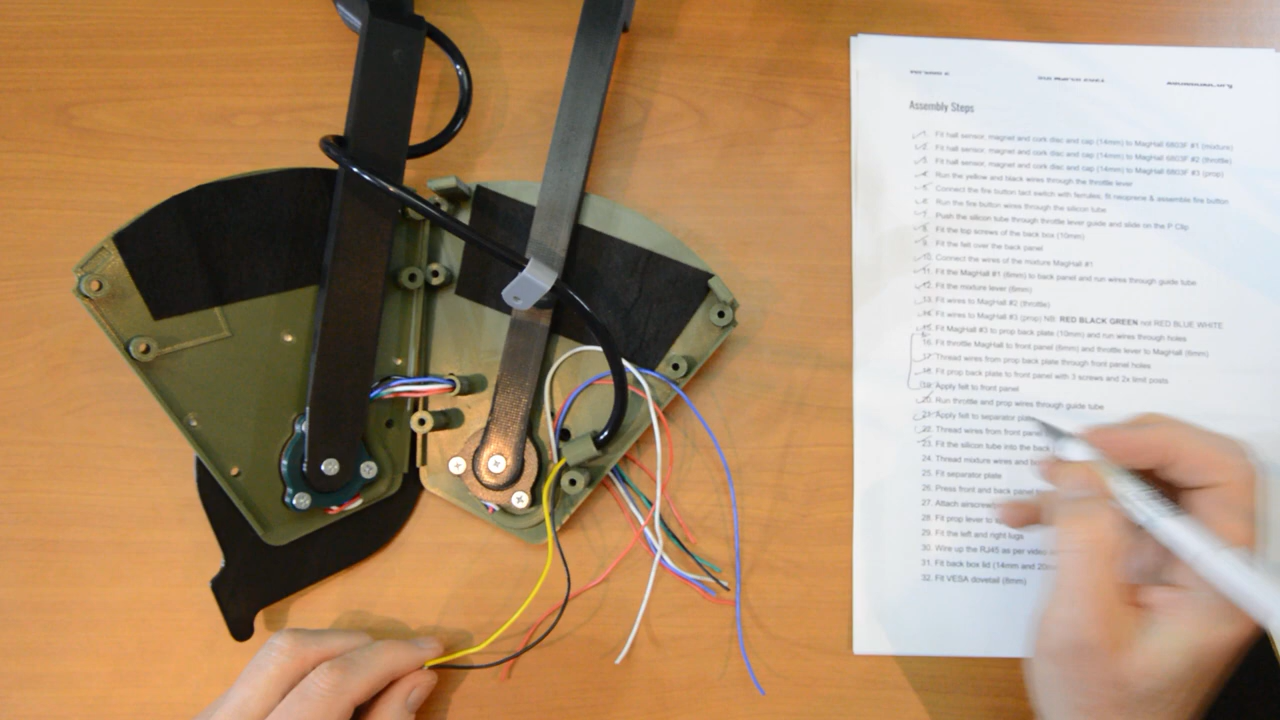 Assembly Steps
1. Fit hall sensor, magnet and cork disc and cap (14mm) to MagHall 6803F #1 (mixture)
2. Fit hall sensor, magnet and cork disc and cap (14mm) to MagHall 6803F #2 (throttle)
3. Fit hall sensor, magnet and cork disc and cap (14mm) to MagHall 6803F #3 (prop)
4. Run the yellow and black wires through the throttle lever
5. Connect the fire button tact switch with ferrules, fit neoprene & assemble fire button
6. Run the fire button wires through the silicon tube
7. Push the silicon tube through throttle lever guide and slide on the P Clip
8. Fit the top screws of the back box (10mm)
9. Fit the felt over the back panel
10. Connect the wires of the mixture MagHall #1
11. Fit the MagHall #1 (6mm) to back panel and run wires through guide tube
12. Fit the mixture lever (6mm)
13. Fit wires to MagHall #2 (throttle)
14. Fit wires to MagHall #3 (prop) NB: RED BLACK GREEN not RED BLUE WHITE
15. Fit MagHall #3 to prop back plate (10mm) and run wires through holes
16. Fit throttle MagHall to front panel (6mm) and throttle lever to MagHall (6mm)
17. Thread wires from prop back plate through front panel holes
18. Fit prop back plate to front panel with 3 screws and 2x limit posts
19. Apply felt to front panel
20. Run throttle and prop wires through guide tube
21. Apply felt to separator plate
22. Thread wires from front panel
23. Fit the silicon tube into the back
24. Thread mixture wires and
25. Fit separator plate
26. Press front and back panel
27. Attach
28. Fit prop lever to
29. Fit the left and right lugs
30. Wire up the RJ45 as per video
31. Fit back box lid (14mm and
32. Fit VESA dovetail (6mm)